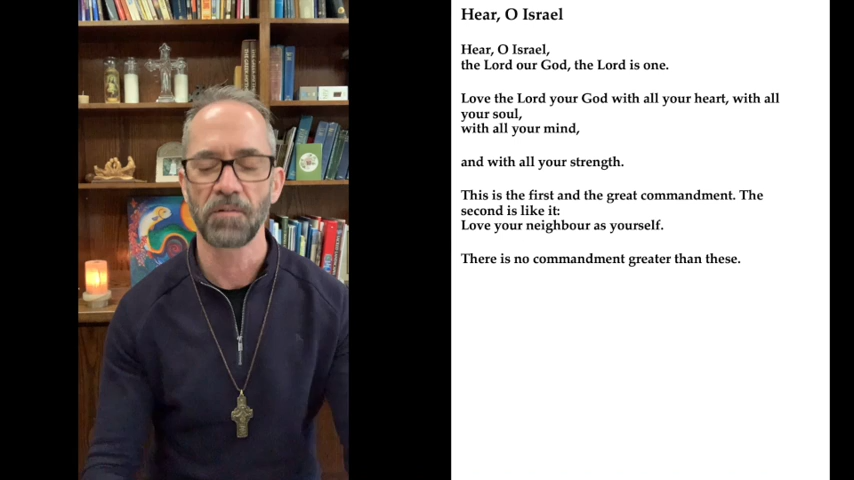 Hear, O Israel
Hear, O Israel,
the Lord our God, the Lord is one.
Love the Lord your God with all your heart, with all
your soul,
with all your mind,
and with all your strength.
This is the first and the great commandment. The
second is like it:
Love your neighbour as yourself.
There is no commandment greater than these.